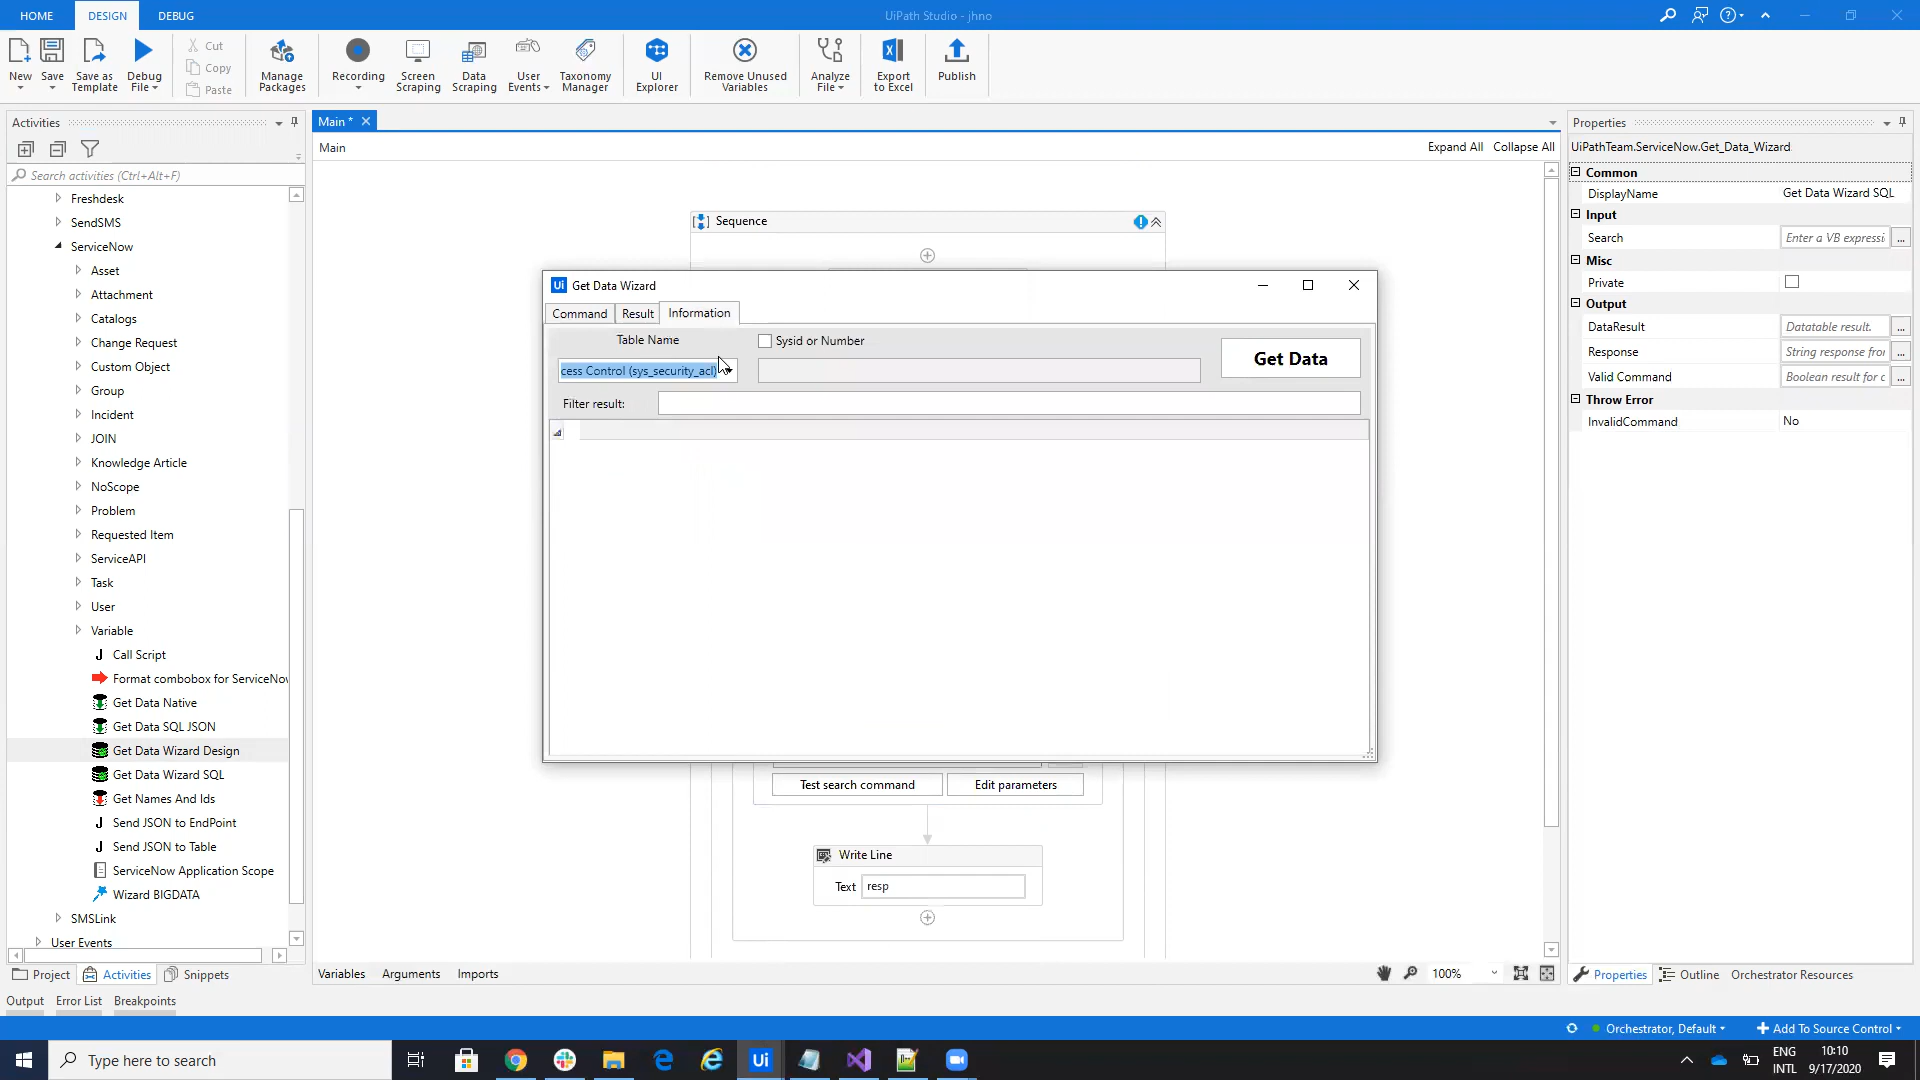 HOME DESIGN DEBUG UiPath Studio - jhno
New Save Save as Template Debug File Cut Copy Paste Manage Packages Recording Screen Scraping Data Scraping User Events Taxonomy Manager UI Explorer Remove Unused Variables Analyze File Export to Excel Publish
Activities
Search activities (Ctrl+Alt+F)
Freshdesk
SendSMS
ServiceNow
Asset
Attachment
Catalogs
Change Request
Custom Object
Group
Incident
JOIN
Knowledge Article
NoScope
Problem
Requested Item
ServiceAPI
Task
User
Variable
J Call Script
Format combobox for ServiceNov
Get Data Native
Get Data SQL JSON
Get Data Wizard Design
Get Data Wizard SQL
Get Names And Ids
J Send JSON to EndPoint
J Send JSON to Table
ServiceNow Application Scope
Wizard BIGDATA
SMSLink
User Events
Project Activities Snippets
Output Error List Breakpoints
Main *
Main Expand All Collapse All
Sequence
Ui Get Data Wizard
Command Result Information
Table Name Sysid or Number
cess Control (sys_security_acl) Get Data
Filter result:
Test search command Edit parameters
Write Line
Text resp
Variables Arguments Imports 100%
Properties
UiPathTeam.ServiceNow.Get_Data_Wizard
Common
DisplayName Get Data Wizard SQL
Input
Search Enter a VB expressi ...
Misc
Private
Output
DataResult Datatable result. ...
Response String response fror ...
Valid Command Boolean result for c ...
Throw Error
InvalidCommand No
Properties Outline Orchestrator Resources
Orchestrator, Default Add To Source Control
Type here to search Ui ENG INTL 10:10 9/17/2020